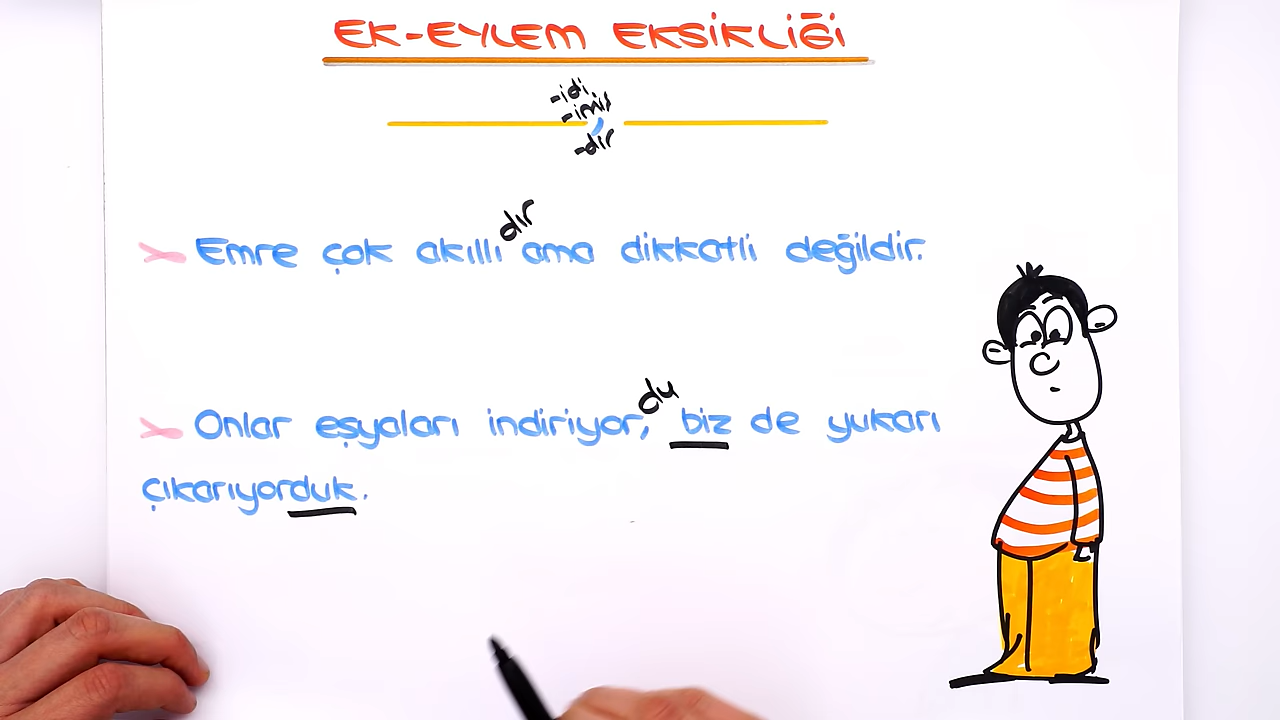 EK-EYLEM EKSİKLİĞİ
-idi
-imiş
-dir
dır
Emre çok akıllı ama dikkatli değildir.
du
Onlar eşyaları indiriyor, biz de yukarı
çıkarıyorduk.